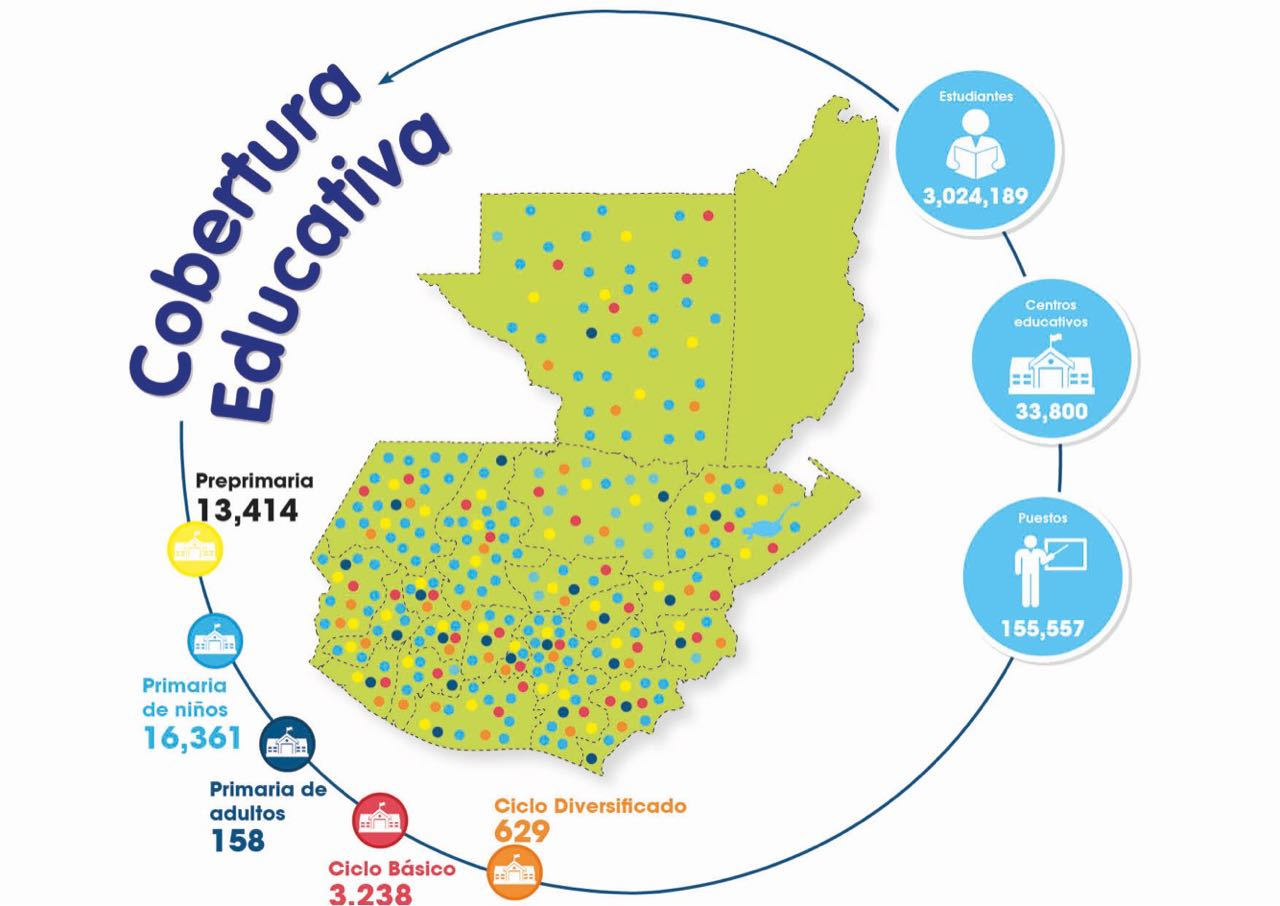 Cobertura
Educativa
Estudiantes
3,024,189
Centros
educativos
33,800
Puestos
155,557
Preprimaria
13,414
Primaria
de niños
16,361
Primaria de
adultos
158
Ciclo Básico
3,238
Ciclo Diversificado
629